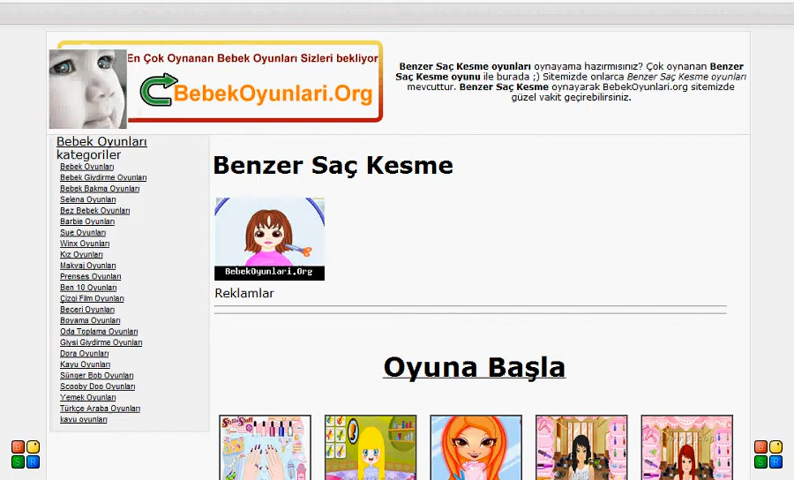 En Çok Oynanan Bebek Oyunları Sizleri bekliyor
BebekOyunlari.Org
Benzer Saç Kesme oyunları oynayama hazırmısınız? Çok oynanan Benzer
Saç Kesme oyunu ile burada ;) Sitemizde onlarca Benzer Saç Kesme oyunları
mevcuttur. Benzer Saç Kesme oynayarak BebekOyunlari.org sitemizde
güzel vakit geçirebilirsiniz.
Bebek Oyunları
kategoriler
Bebek Oyunları
Bebek Giydirme Oyunları
Bebek Bakma Oyunları
Selena Oyunları
Bez Bebek Oyunları
Barbie Oyunları
Sue Oyunları
Winx Oyunları
Kız Oyunları
Makyaj Oyunları
Prenses Oyunları
Ben 10 Oyunları
Çizgi Film Oyunları
Beceri Oyunları
Boyama Oyunları
Oda Toplama Oyunları
Giysi Giydirme Oyunları
Dora Oyunları
Kayu Oyunları
Sünger Bob Oyunları
Scooby Doo Oyunları
Yemek Oyunları
Türkçe Araba Oyunları
kayu oyunları
Benzer Saç Kesme
BebekOyunlari.Org
Reklamlar
Oyuna Başla
S R
S R